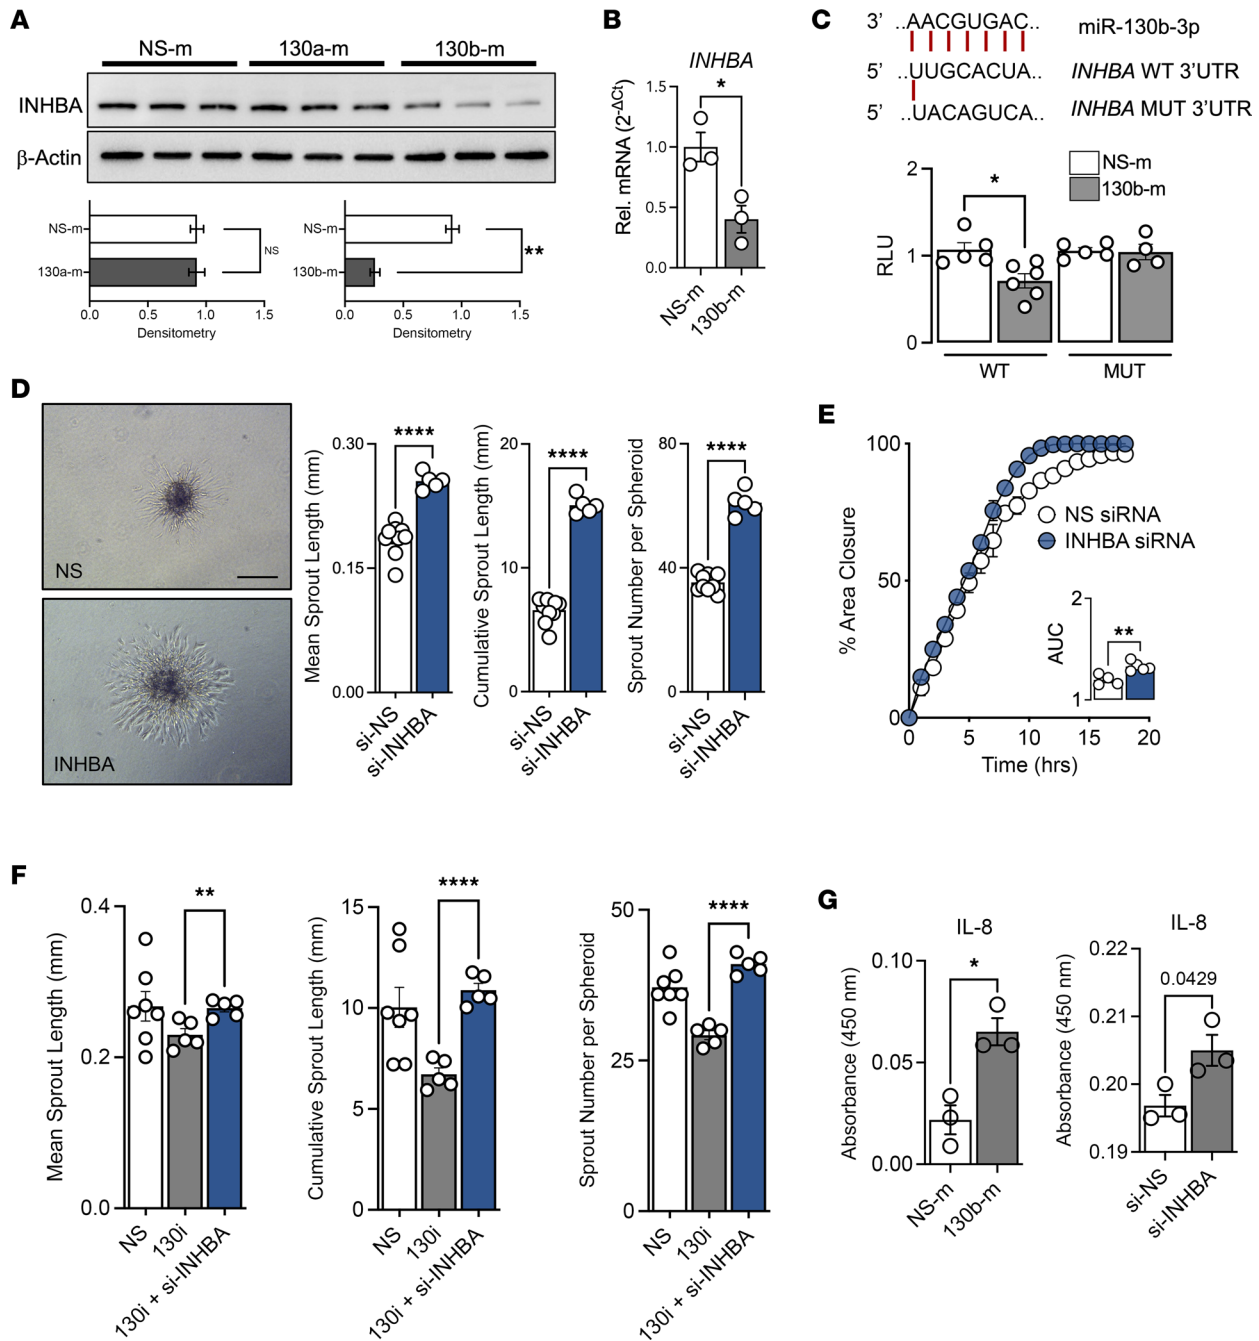 A
NS-m 130a-m 130b-m
INHBA
β-Actin
NS-m
130a-m
NS
0.0 0.5 1.0 1.5
Densitometry
NS-m
130b-m
**
0.0 0.5 1.0 1.5
Densitometry
B
INHBA
*
Rel. mRNA (2-ΔCt)
1.5
1.0
0.5
0.0
NS-m
130b-m
C
3’ ..AACGUGAC.. miR-130b-3p
5’ ..UUGCACUA.. INHBA WT 3’UTR
5’ ..UACAGUCA.. INHBA MUT 3’UTR
NS-m
130b-m
*
RLU
2
1
0
WT MUT
D
NS
INHBA
Mean Sprout Length (mm)
0.30
0.15
0.00
****
si-NS
si-INHBA
Cumulative Sprout Length (mm)
20
10
0
****
si-NS
si-INHBA
Sprout Number per Spheroid
80
40
0
****
si-NS
si-INHBA
E
% Area Closure
100
50
0
NS siRNA
INHBA siRNA
AUC
2
1
**
0 5 10 15 20
Time (hrs)
F
Mean Sprout Length (mm)
0.4
0.2
0.0
**
NS
130i
130i + si-INHBA
Cumulative Sprout Length (mm)
15
10
5
0
****
NS
130i
130i + si-INHBA
Sprout Number per Spheroid
50
25
0
****
NS
130i
130i + si-INHBA
G
IL-8
Absorbance (450 nm)
0.10
0.05
0.00
*
NS-m
130b-m
IL-8
Absorbance (450 nm)
0.22
0.21
0.20
0.19
0.0429
si-NS
si-INHBA